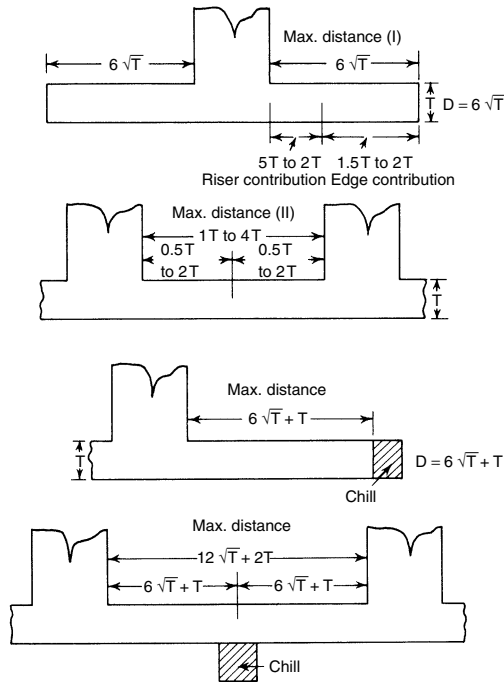 Max. distance (I)
6 √T
6 √T
T
D = 6 √T
5T to 2T
1.5T to 2T
Riser contribution
Edge contribution
Max. distance (II)
1T to 4T
0.5T
to 2T
0.5T
to 2T
T
Max. distance
6 √T + T
T
D = 6 √T + T
Chill
Max. distance
12 √T + 2T
6 √T + T
6 √T + T
Chill